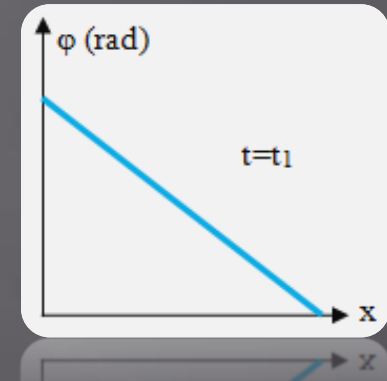 φ (rad)
t=t₁
x